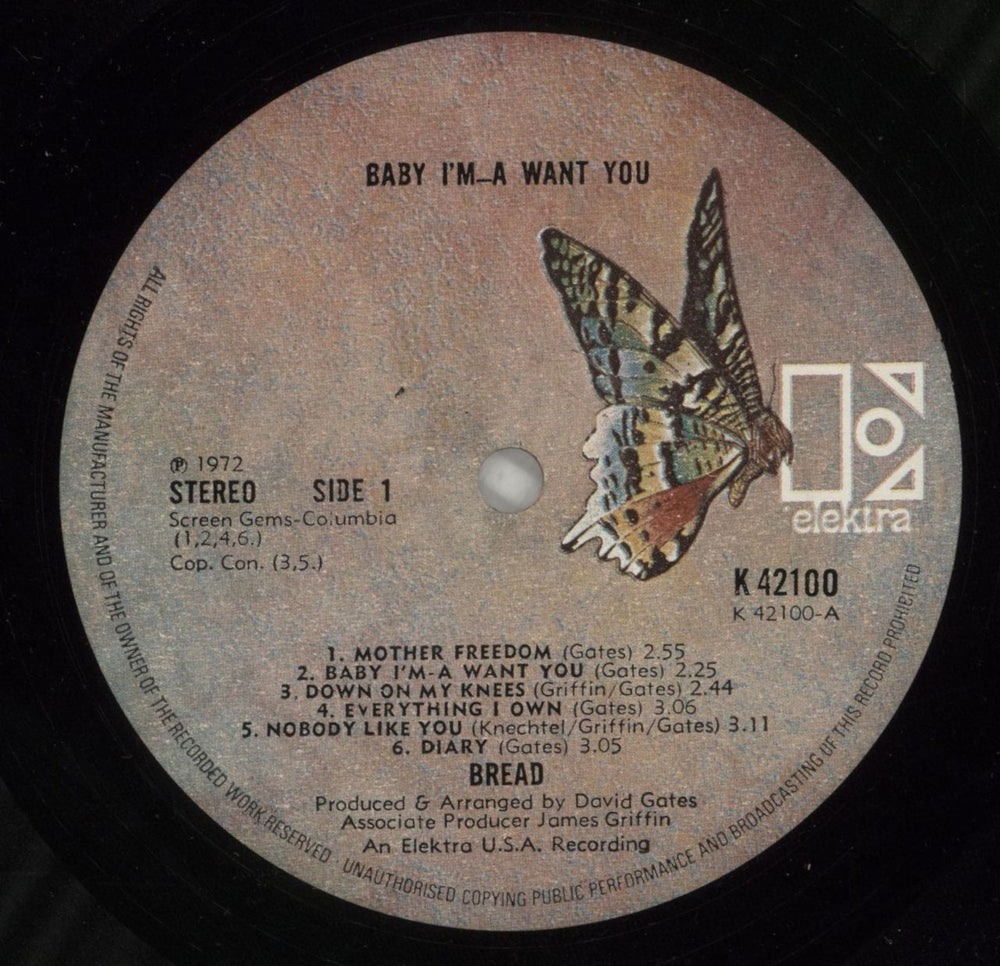 BABY I'M-A WANT YOU
elektra
℗ 1972
STEREO SIDE 1
Screen Gems-Columbia
(1,2,4,6.)
Cop. Con. (3,5.)
K 42100
K 42100-A
1. MOTHER FREEDOM (Gates) 2.55
2. BABY I'M-A WANT YOU (Gates) 2.25
3. DOWN ON MY KNEES (Griffin/Gates) 2.44
4. EVERYTHING I OWN (Gates) 3.06
5. NOBODY LIKE YOU (Knechtel/Griffin/Gates) 3.11
6. DIARY (Gates) 3.05
BREAD
Produced & Arranged by David Gates
Associate Producer James Griffin
An Elektra U.S.A. Recording
ALL RIGHTS OF THE MANUFACTURER AND OF THE OWNER OF THE RECORDED WORK RESERVED · UNAUTHORISED COPYING PUBLIC PERFORMANCE AND BROADCASTING OF THIS RECORD PROHIBITED